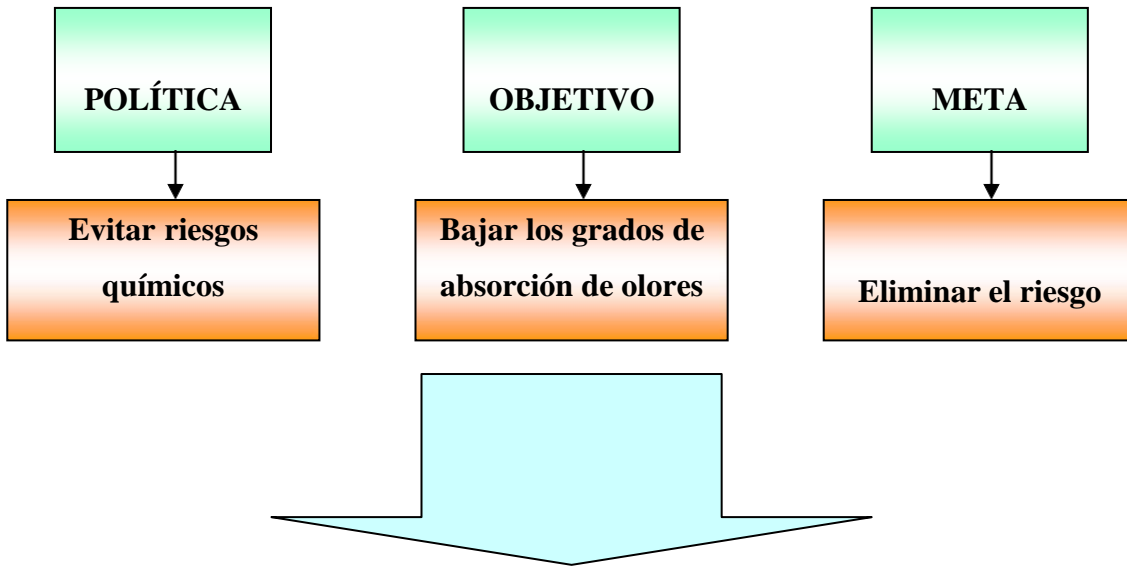 POLÍTICA
OBJETIVO
META
Evitar riesgos
químicos
Bajar los grados de
absorción de olores
Eliminar el riesgo